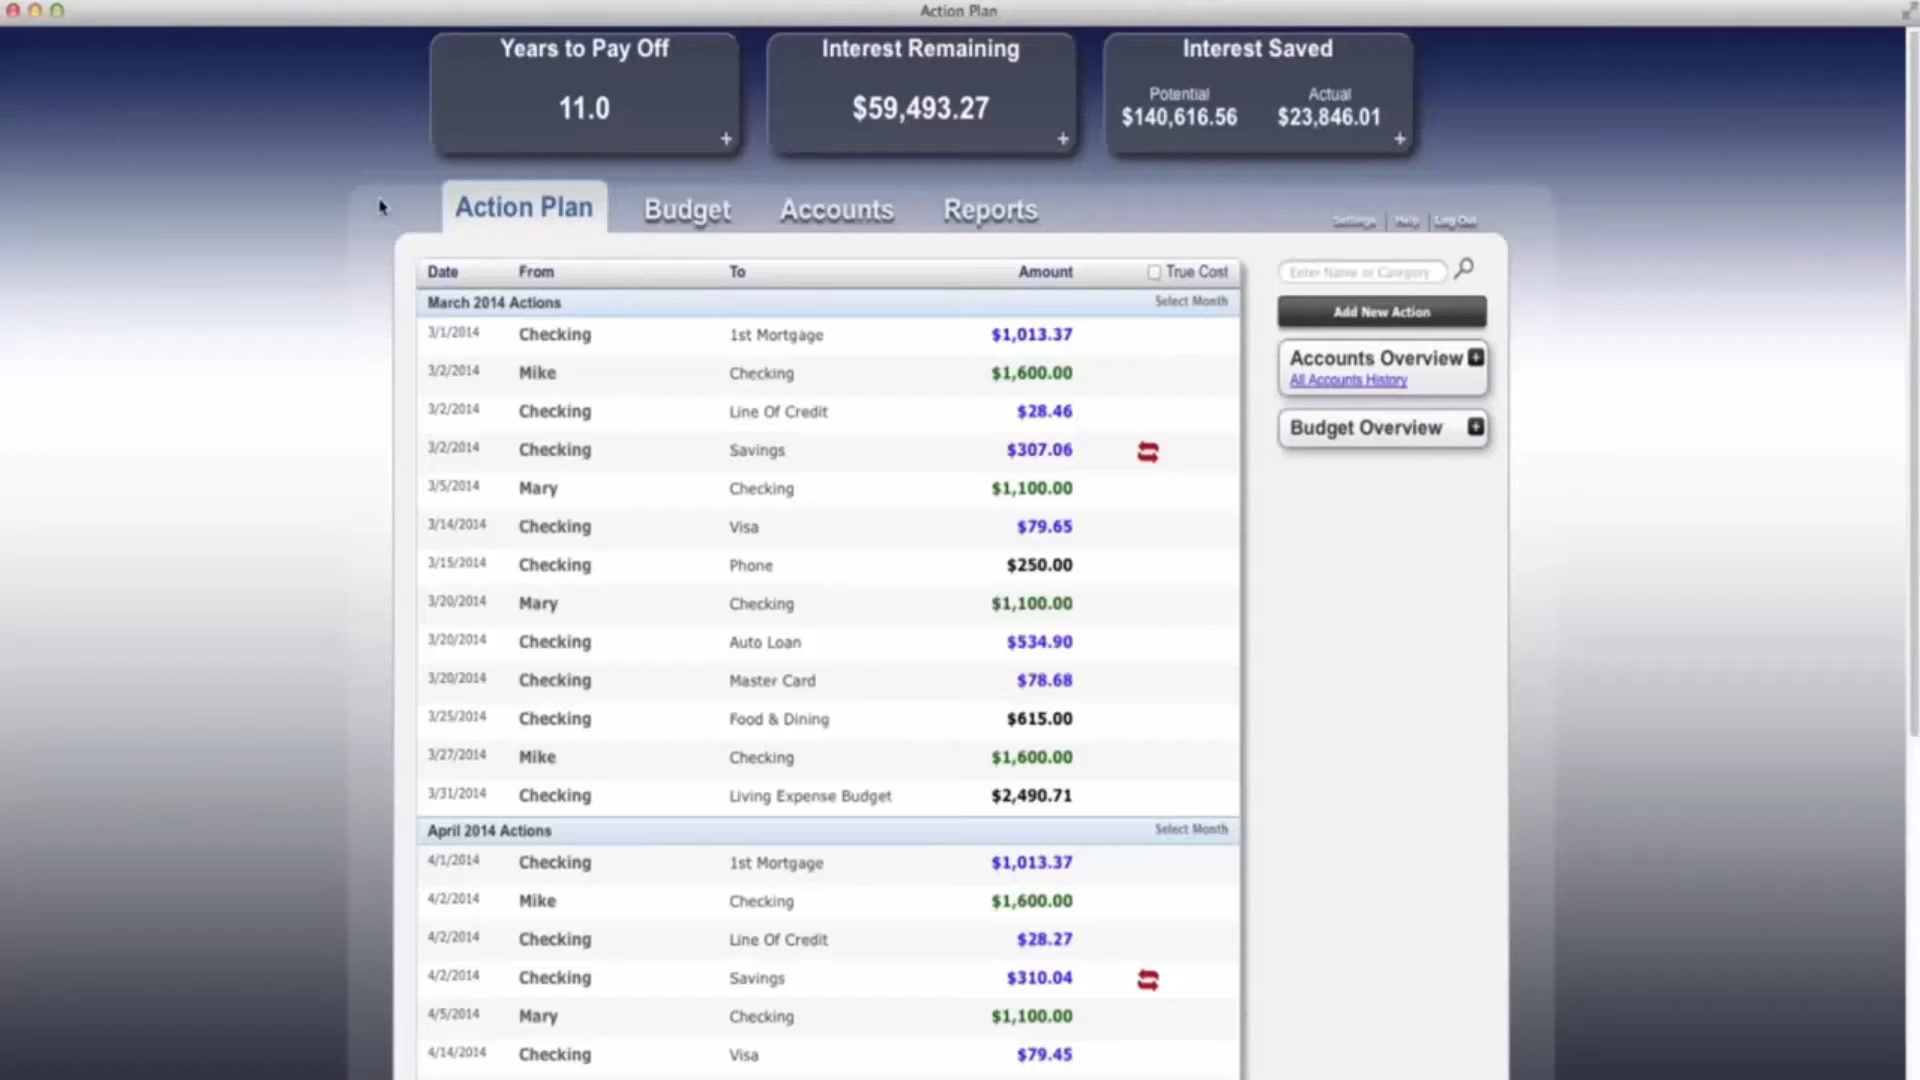 Action Plan
Years to Pay Off
11.0
+
Interest Remaining
$59,493.27
+
Interest Saved
Potential Actual
$140,616.56 $23,846.01
+
Action Plan Budget Accounts Reports
Settings | Help | Log Out
Date From To Amount True Cost
March 2014 Actions Select Month
3/1/2014 Checking 1st Mortgage $1,013.37
3/2/2014 Mike Checking $1,600.00
3/2/2014 Checking Line Of Credit $28.46
3/2/2014 Checking Savings $307.06
3/5/2014 Mary Checking $1,100.00
3/14/2014 Checking Visa $79.65
3/15/2014 Checking Phone $250.00
3/20/2014 Mary Checking $1,100.00
3/20/2014 Checking Auto Loan $534.90
3/20/2014 Checking Master Card $78.68
3/25/2014 Checking Food & Dining $615.00
3/27/2014 Mike Checking $1,600.00
3/31/2014 Checking Living Expense Budget $2,490.71
April 2014 Actions Select Month
4/1/2014 Checking 1st Mortgage $1,013.37
4/2/2014 Mike Checking $1,600.00
4/2/2014 Checking Line Of Credit $28.27
4/2/2014 Checking Savings $310.04
4/5/2014 Mary Checking $1,100.00
4/14/2014 Checking Visa $79.45
Enter Name or Category
Add New Action
Accounts Overview
All Accounts History
Budget Overview